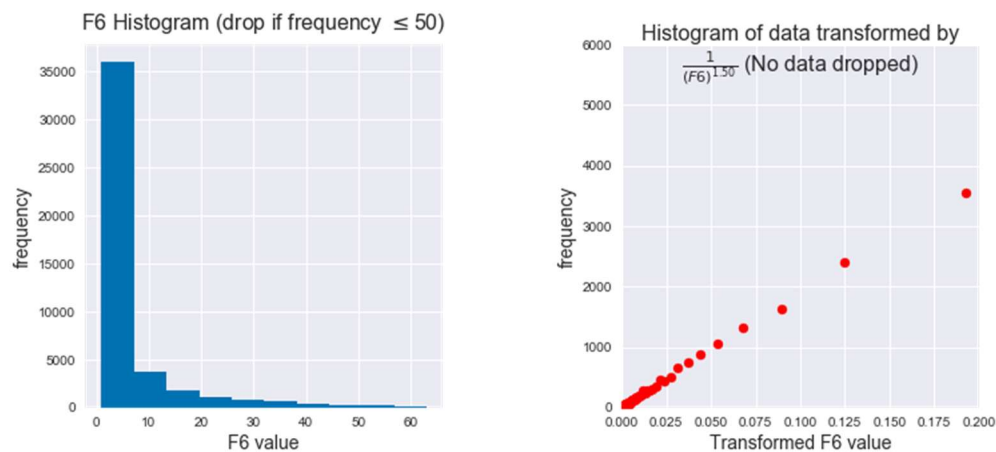 F6 Histogram (drop if frequency ≤ 50)
35000
30000
25000
20000
15000
10000
5000
0
frequency
0 10 20 30 40 50 60
F6 value
Histogram of data transformed by
1/(F6)^1.50 (No data dropped)
6000
5000
4000
3000
2000
1000
0
frequency
0.000 0.025 0.050 0.075 0.100 0.125 0.150 0.175 0.200
Transformed F6 value